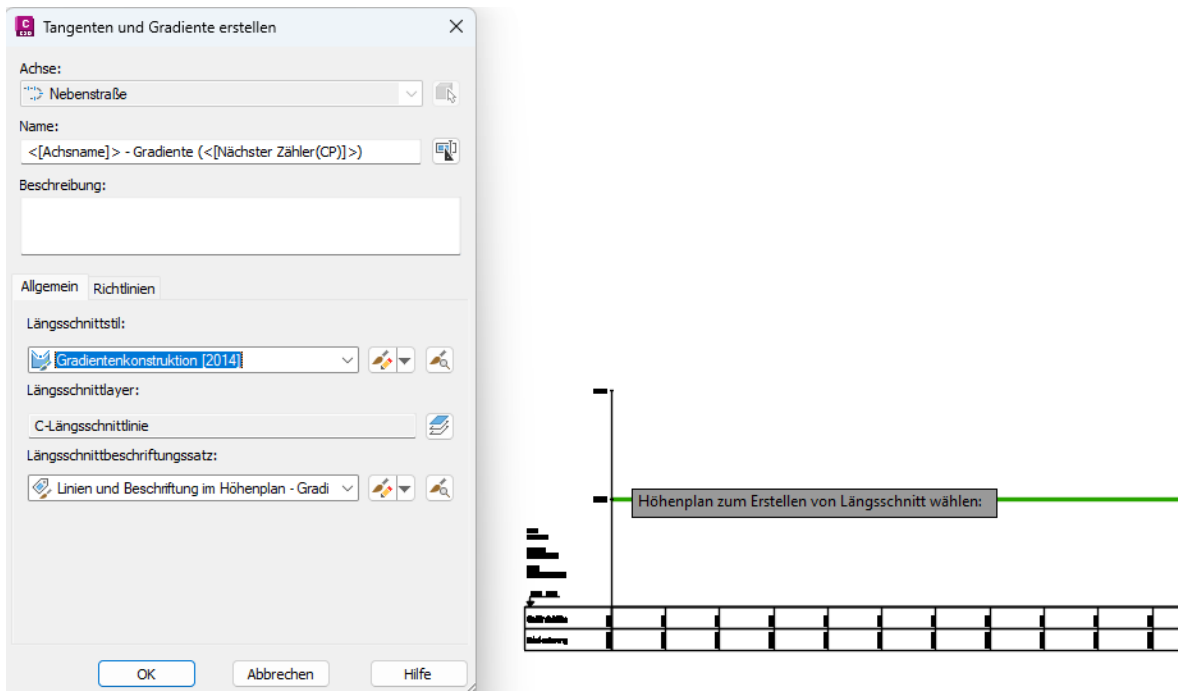 Tangenten und Gradiente erstellen
Achse:
Nebenstraße
Name:
<[Achsname]> - Gradiente (<[Nächster Zähler(CP)]>)
Beschreibung:
Allgemein
Richtlinien
Längsschnittstil:
Gradientenkonstruktion [2014]
Längsschnittlayer:
C-Längsschnittlinie
Längsschnittbeschriftungssatz:
Linien und Beschriftung im Höhenplan - Gradi
OK
Abbrechen
Hilfe
Höhenplan zum Erstellen von Längsschnitt wählen: